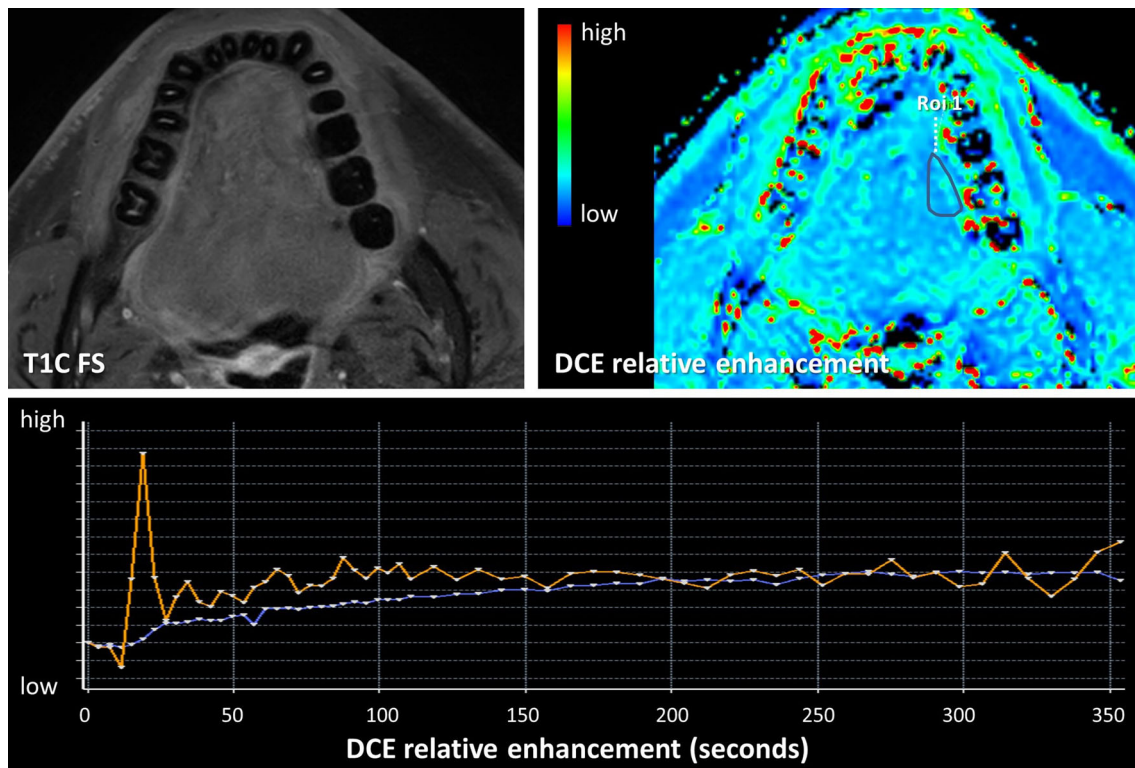 high
Roi 1
low
T1C FS
DCE relative enhancement
high
low
0 50 100 150 200 250 300 350
DCE relative enhancement (seconds)